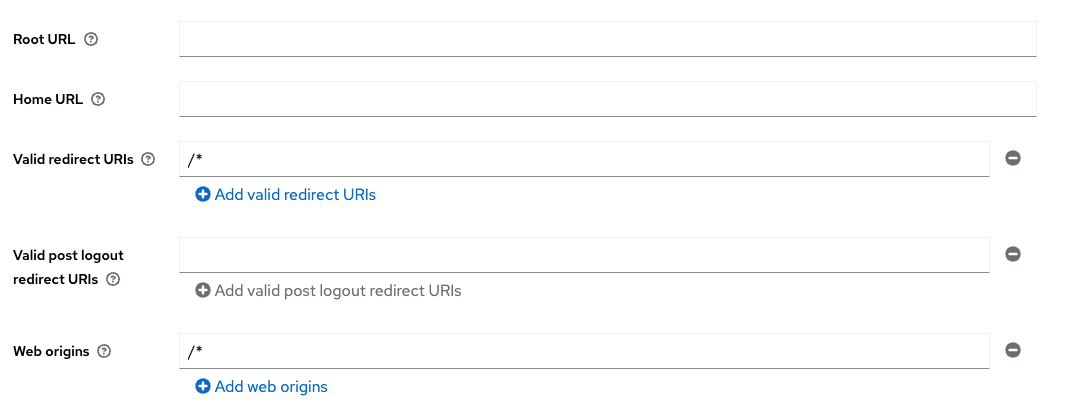 Root URL
Home URL
Valid redirect URIs
/*
Add valid redirect URIs
Valid post logout
redirect URIs
Add valid post logout redirect URIs
Web origins
/*
Add web origins